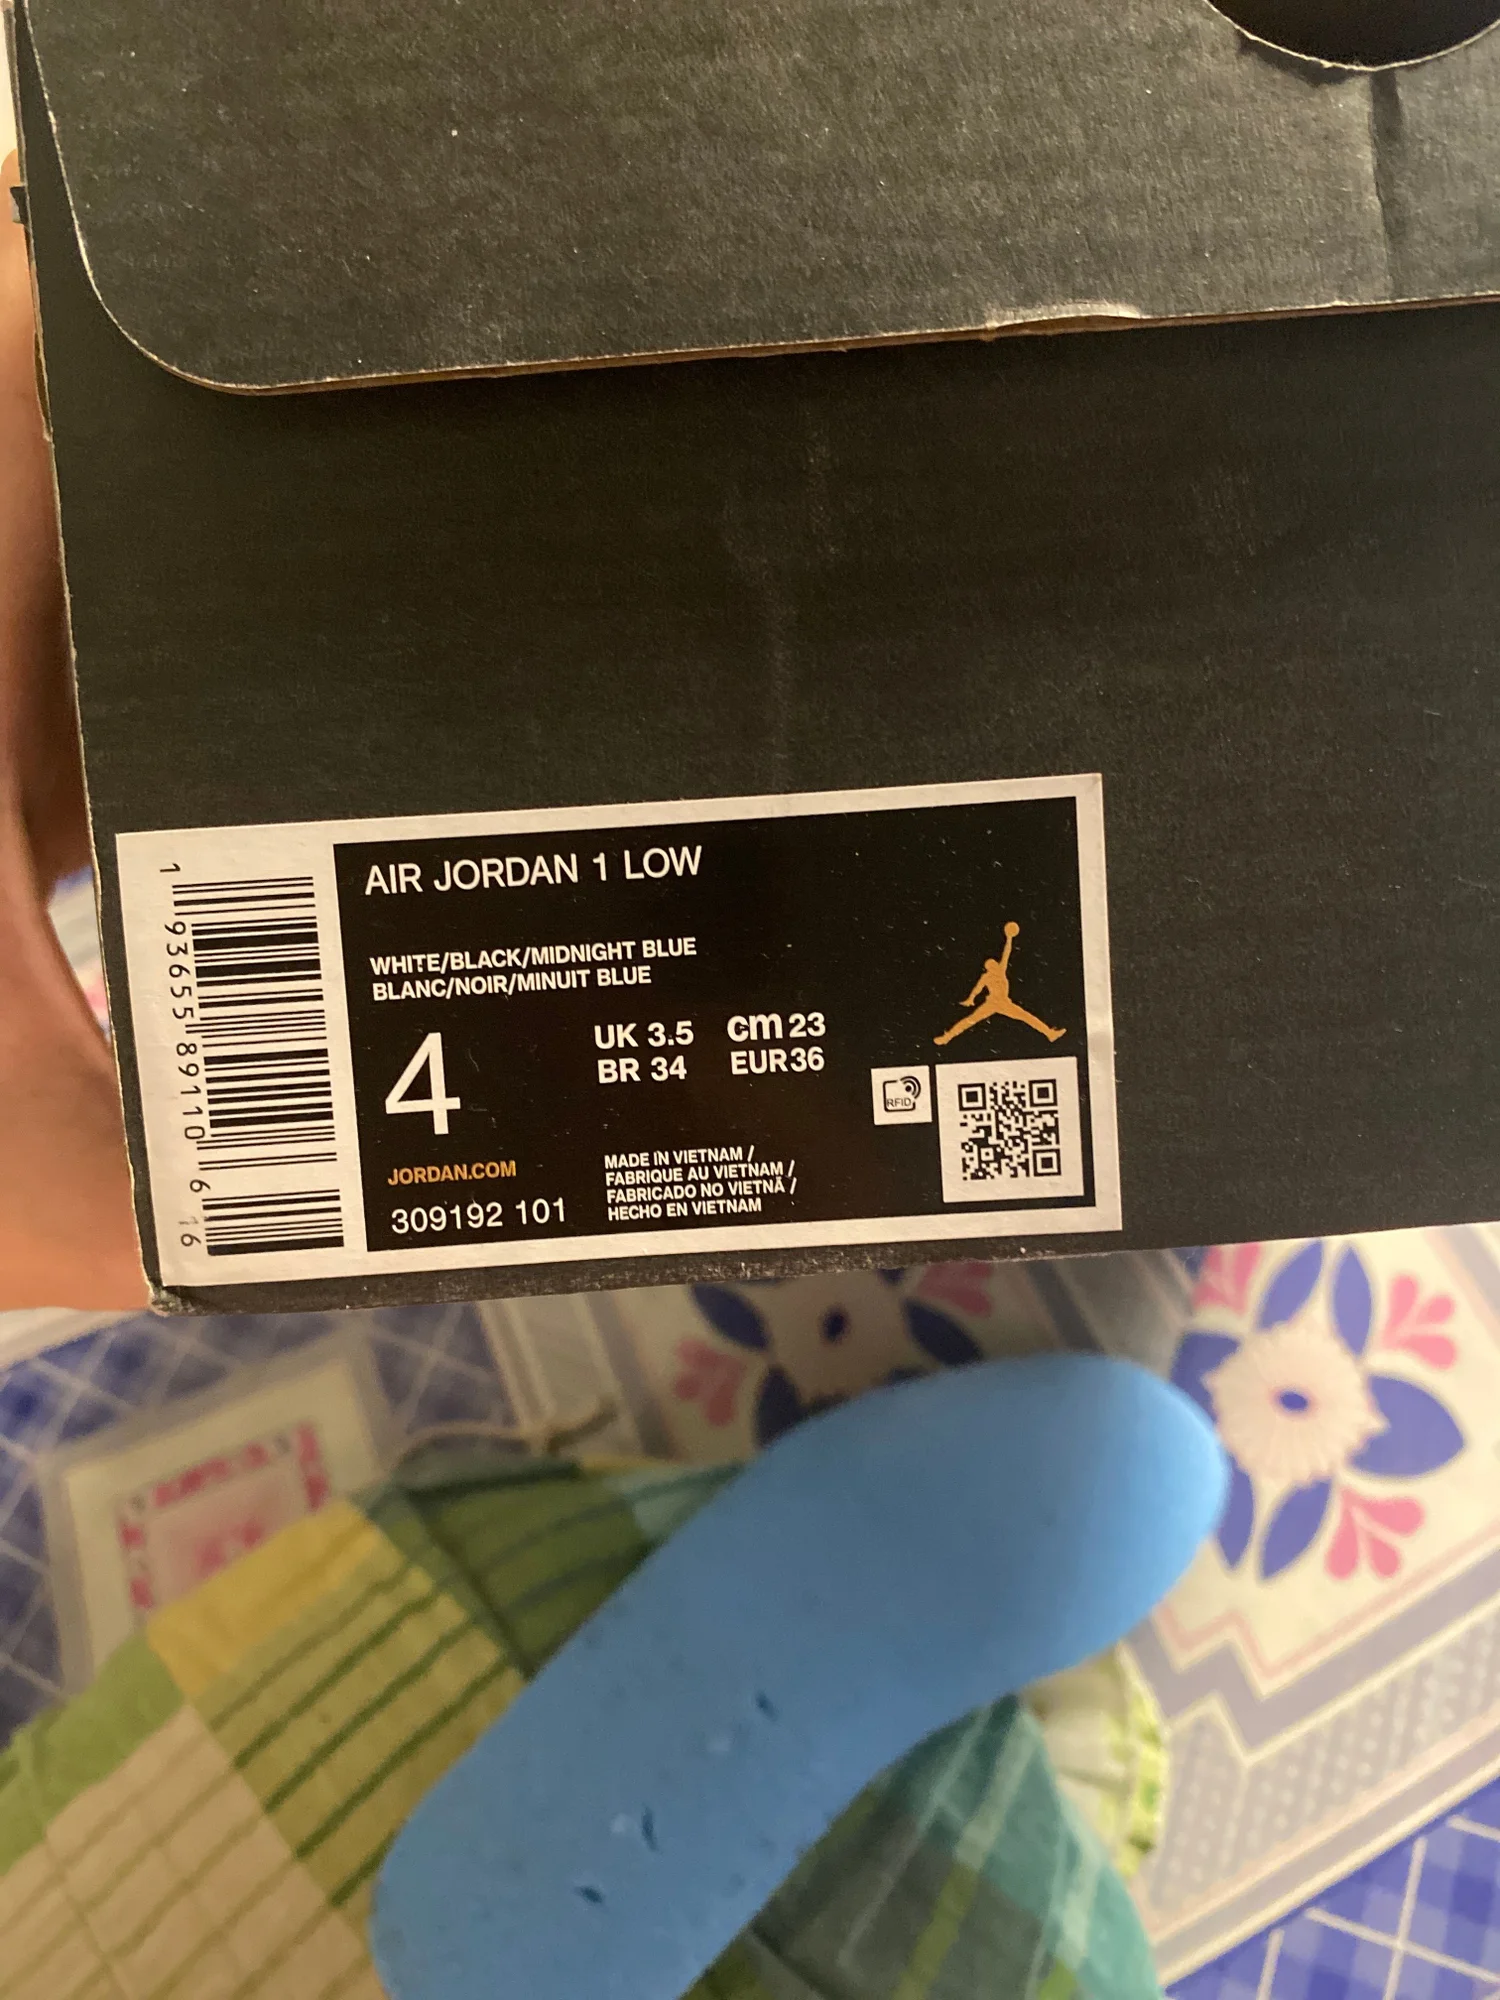 AIR JORDAN 1 LOW
WHITE/BLACK/MIDNIGHT BLUE
BLANC/NOIR/MINUIT BLUE
4
UK 3.5 cm 23
BR 34 EUR 36
JORDAN.COM
309192 101
MADE IN VIETNAM /
FABRIQUE AU VIETNAM /
FABRICADO NO VIETNÃ /
HECHO EN VIETNAM
RFID
1 93655 89110 6 16